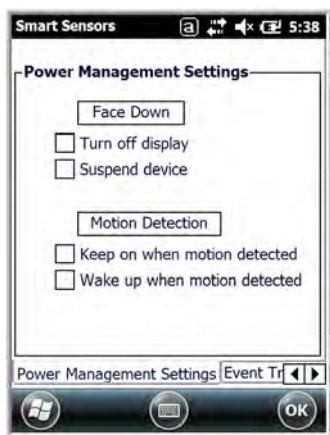 Smart Sensors a 5:38
Power Management Settings
Face Down
Turn off display
Suspend device
Motion Detection
Keep on when motion detected
Wake up when motion detected
Power Management Settings Event Tr
OK